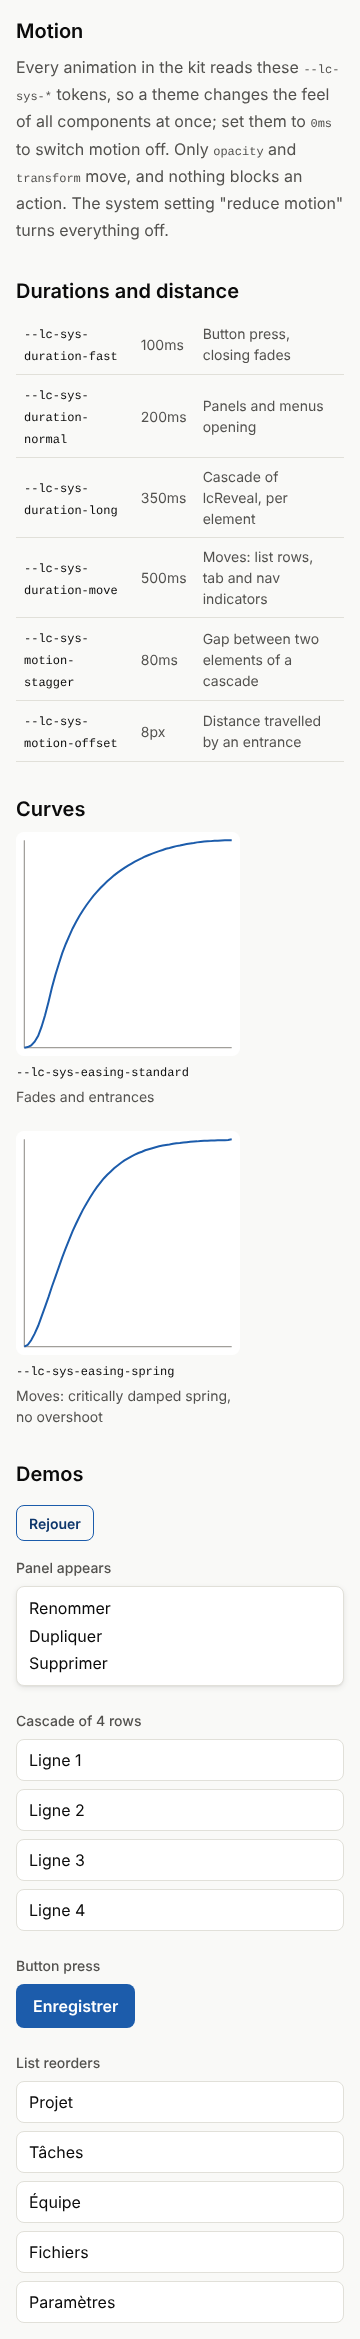 Motion
Every animation in the kit reads these --lc-
sys-* tokens, so a theme changes the feel
of all components at once; set them to 0ms
to switch motion off. Only opacity and
transform move, and nothing blocks an
action. The system setting "reduce motion"
turns everything off.
Durations and distance
--lc-sys-
duration-fast
100ms
Button press,
closing fades
--lc-sys-
duration-
normal
200ms
Panels and menus
opening
--lc-sys-
duration-long
350ms
Cascade of
lcReveal, per
element
--lc-sys-
duration-move
500ms
Moves: list rows,
tab and nav
indicators
--lc-sys-
motion-
stagger
80ms
Gap between two
elements of a
cascade
--lc-sys-
motion-offset
8px
Distance travelled
by an entrance
Curves
--lc-sys-easing-standard
Fades and entrances
--lc-sys-easing-spring
Moves: critically damped spring,
no overshoot
Demos
Rejouer
Panel appears
Renommer
Dupliquer
Supprimer
Cascade of 4 rows
Ligne 1
Ligne 2
Ligne 3
Ligne 4
Button press
Enregistrer
List reorders
Projet
Tâches
Équipe
Fichiers
Paramètres